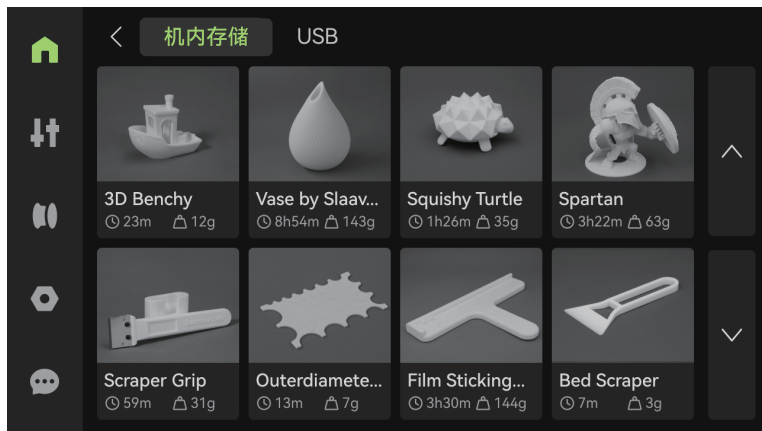 机内存储 USB
3D Benchy
23m 12g
Vase by Slaav...
8h54m 143g
Squishy Turtle
1h26m 35g
Spartan
3h22m 63g
Scraper Grip
59m 31g
Outerdiamete...
13m 7g
Film Sticking...
3h30m 144g
Bed Scraper
7m 3g